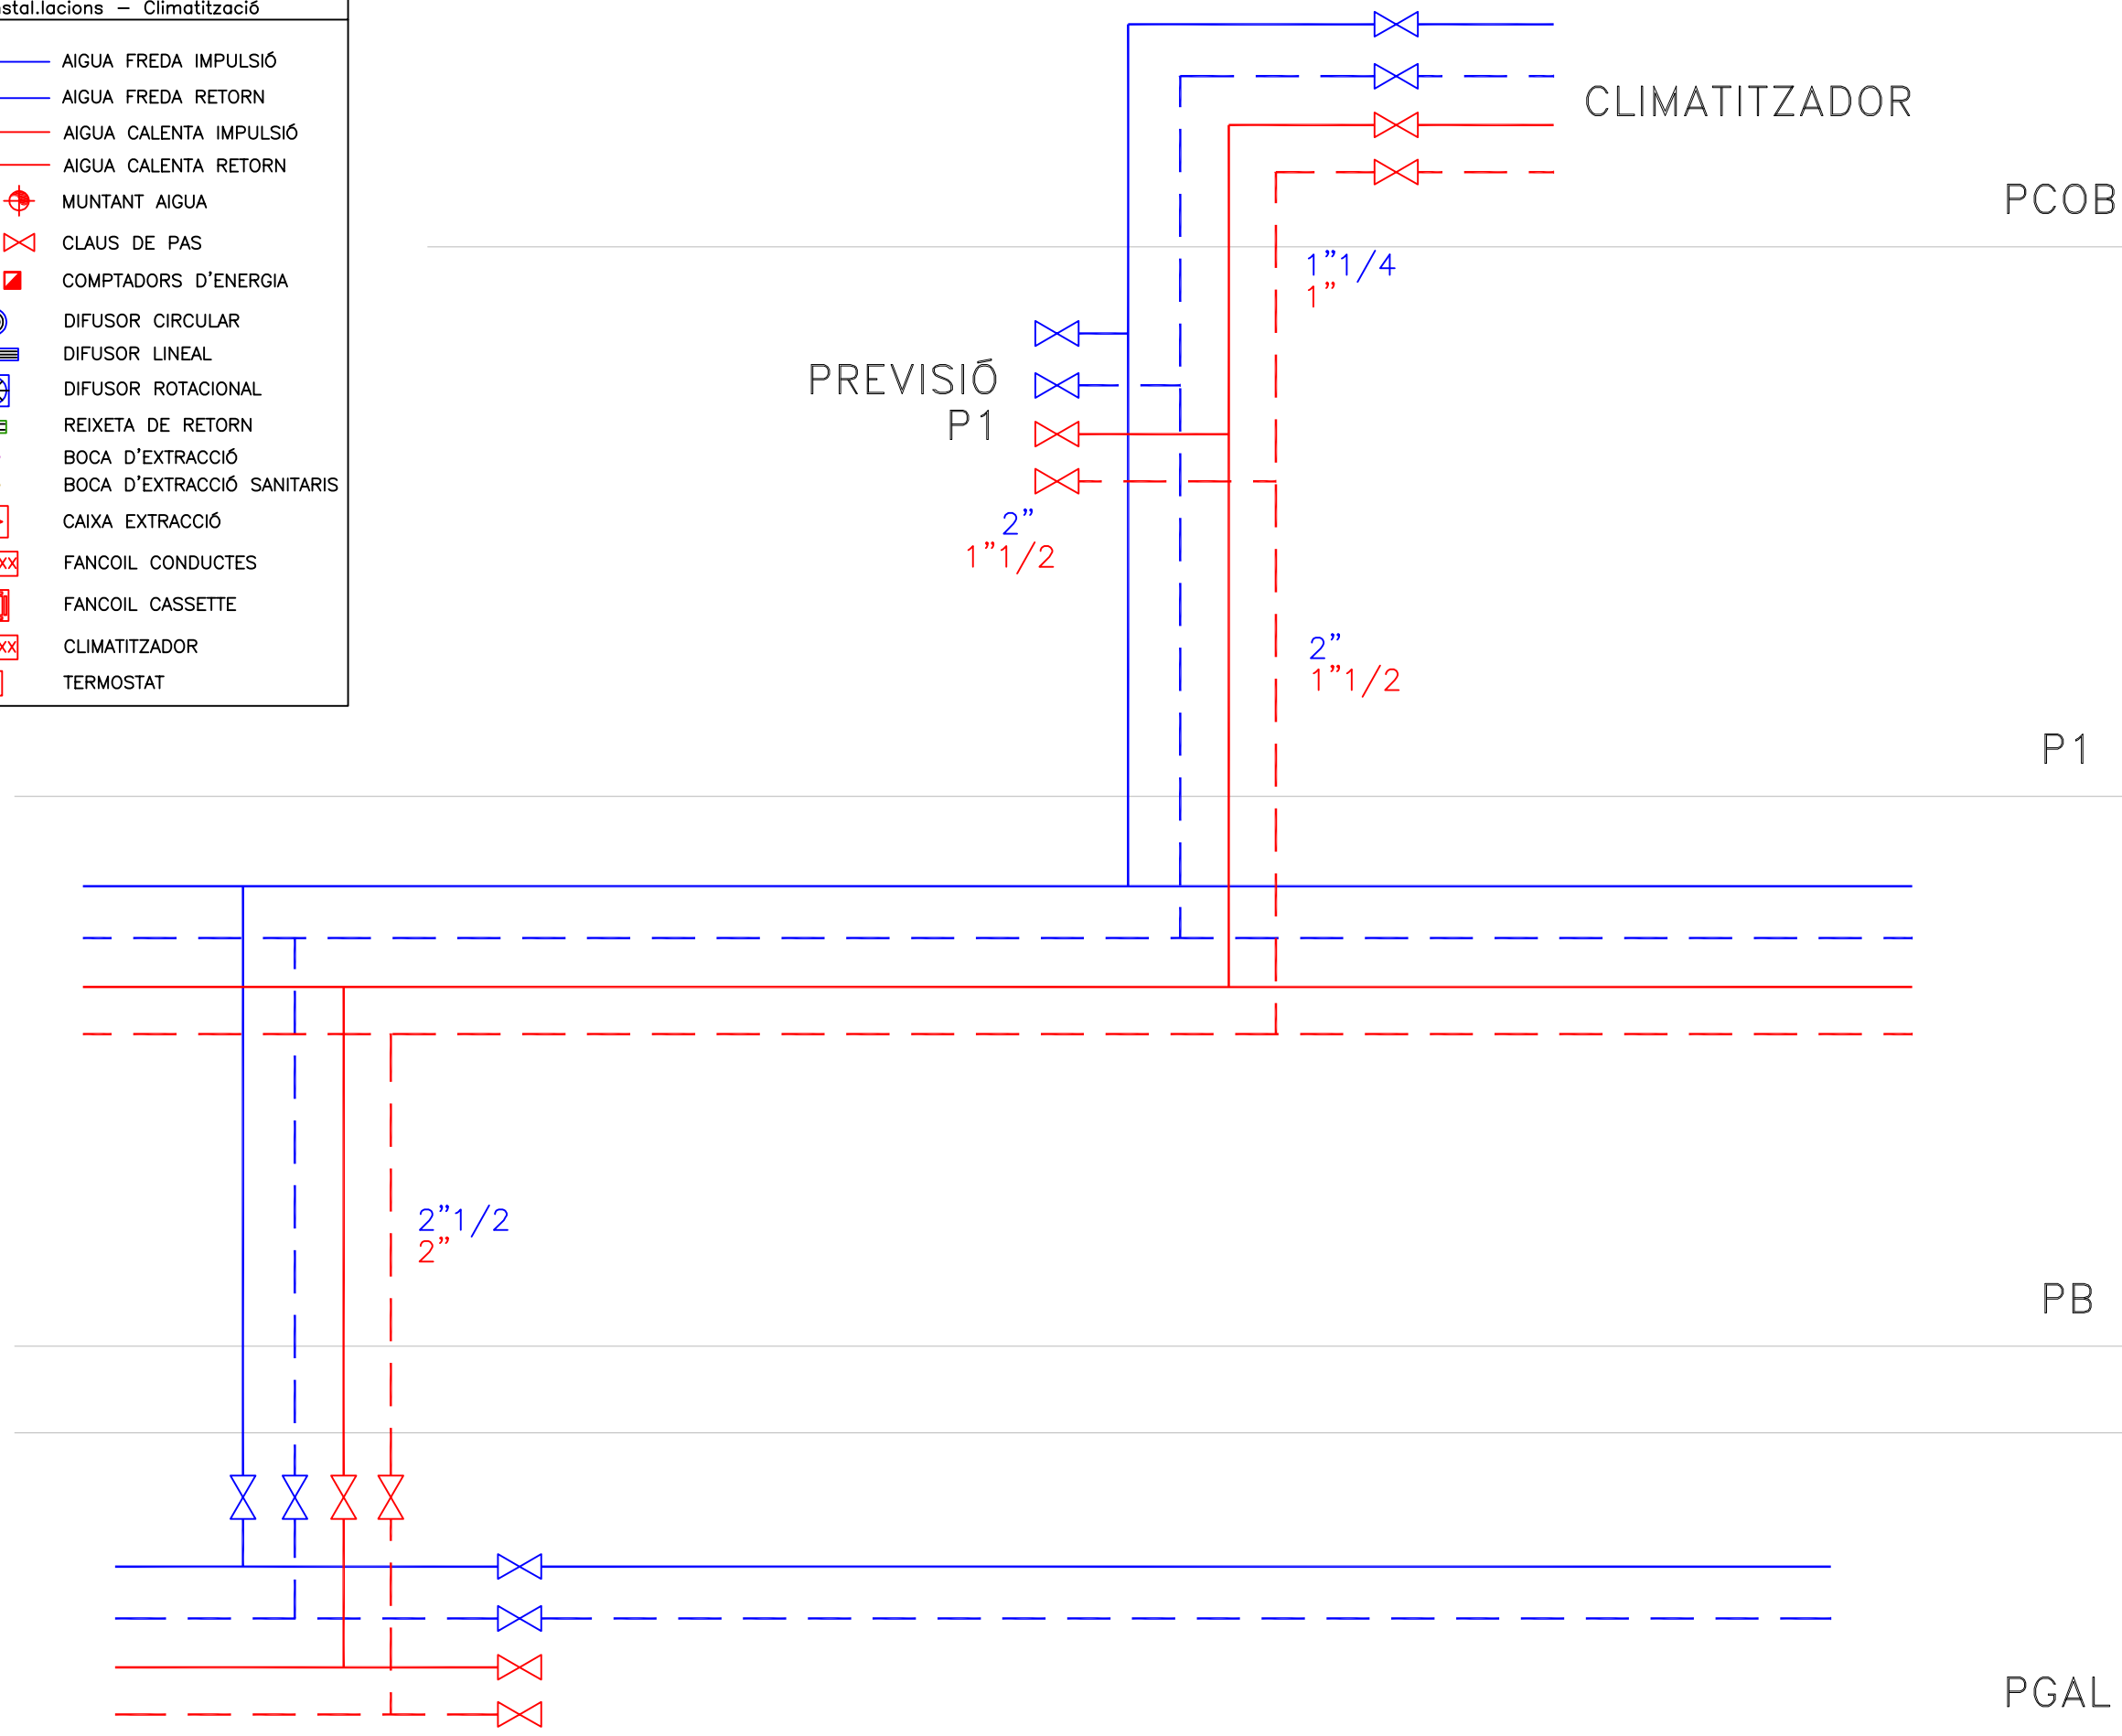 stal.lacions – Climatització
AIGUA FREDA IMPULSIÓ
AIGUA FREDA RETORN
AIGUA CALENTA IMPULSIÓ
AIGUA CALENTA RETORN
MUNTANT AIGUA
CLAUS DE PAS
COMPTADORS D'ENERGIA
DIFUSOR CIRCULAR
DIFUSOR LINEAL
DIFUSOR ROTACIONAL
REIXETA DE RETORN
BOCA D'EXTRACCIÓ
BOCA D'EXTRACCIÓ SANITARIS
CAIXA EXTRACCIÓ
XX FANCOIL CONDUCTES
FANCOIL CASSETTE
XX CLIMATITZADOR
TERMOSTAT
CLIMATITZADOR
PCOB
1"1/4
1"
PREVISIÓ
P1
2"
1"1/2
2"
1"1/2
P1
2"1/2
2"
PB
PGAL